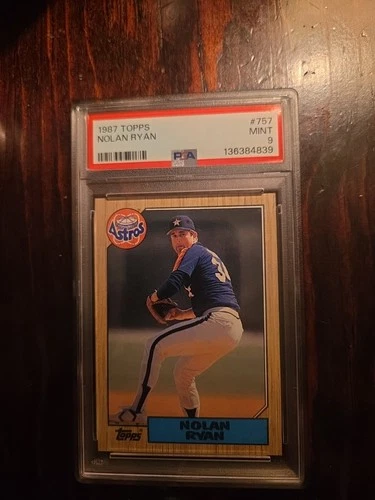 1987 TOPPS #757
NOLAN RYAN MINT
9
PSA 136384839
Astros
34
Topps
NOLAN
RYAN